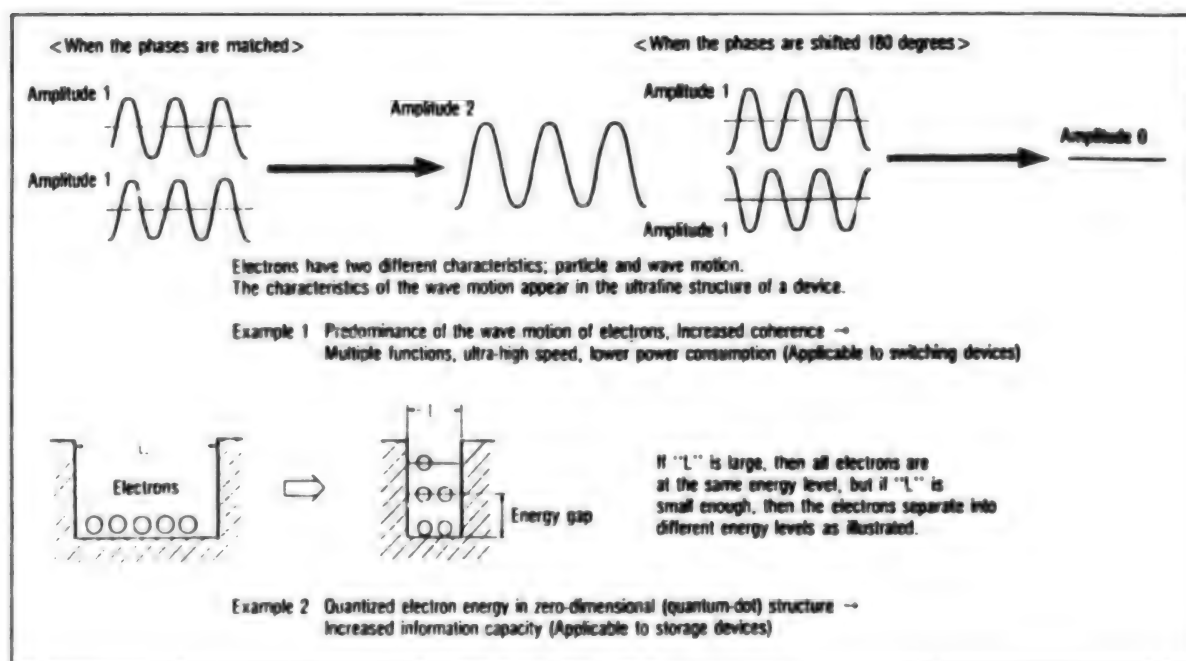 <When the phases are matched>
<When the phases are shifted 180 degrees>
Amplitude 1
Amplitude 1
Amplitude 2
Amplitude 1
Amplitude 1
Amplitude 0
Electrons have two different characteristics; particle and wave motion.
The characteristics of the wave motion appear in the ultrafine structure of a device.
Example 1 Predominance of the wave motion of electrons, Increased coherence →
Multiple functions, ultra-high speed, lower power consumption (Applicable to switching devices)
L
Electrons
Energy gap
If "L" is large, then all electrons are
at the same energy level, but if "L" is
small enough, then the electrons separate into
different energy levels as illustrated.
Example 2 Quantized electron energy in zero-dimensional (quantum-dot) structure →
Increased information capacity (Applicable to storage devices)